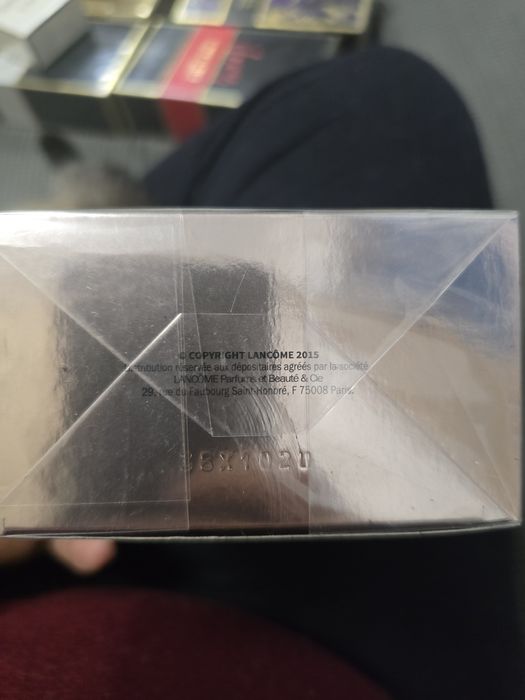 © COPYRIGHT LANCÔME 2015
Distribution réservée aux dépositaires agréés par la société
LANCÔME Parfums et Beauté & Cie
29, rue du Faubourg Saint-Honoré, F 75008 Paris.